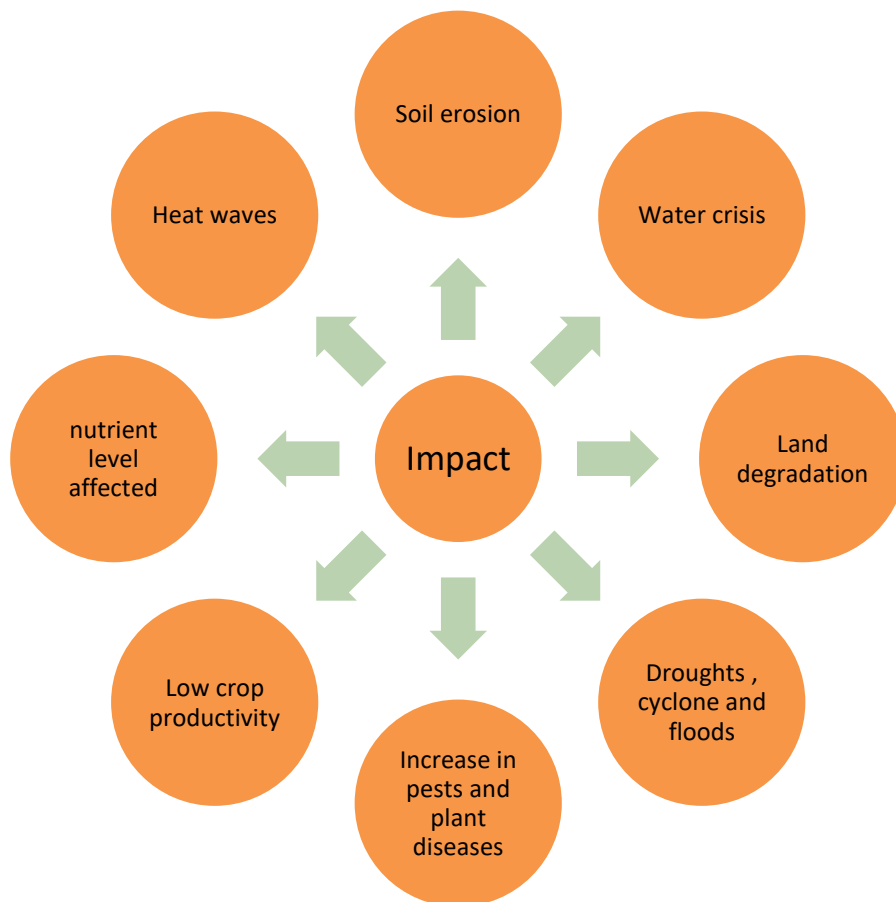 Soil erosion
Water crisis
Land
degradation
Droughts ,
cyclone and
floods
Increase in
pests and
plant
diseases
Low crop
productivity
nutrient
level
affected
Heat waves
Impact